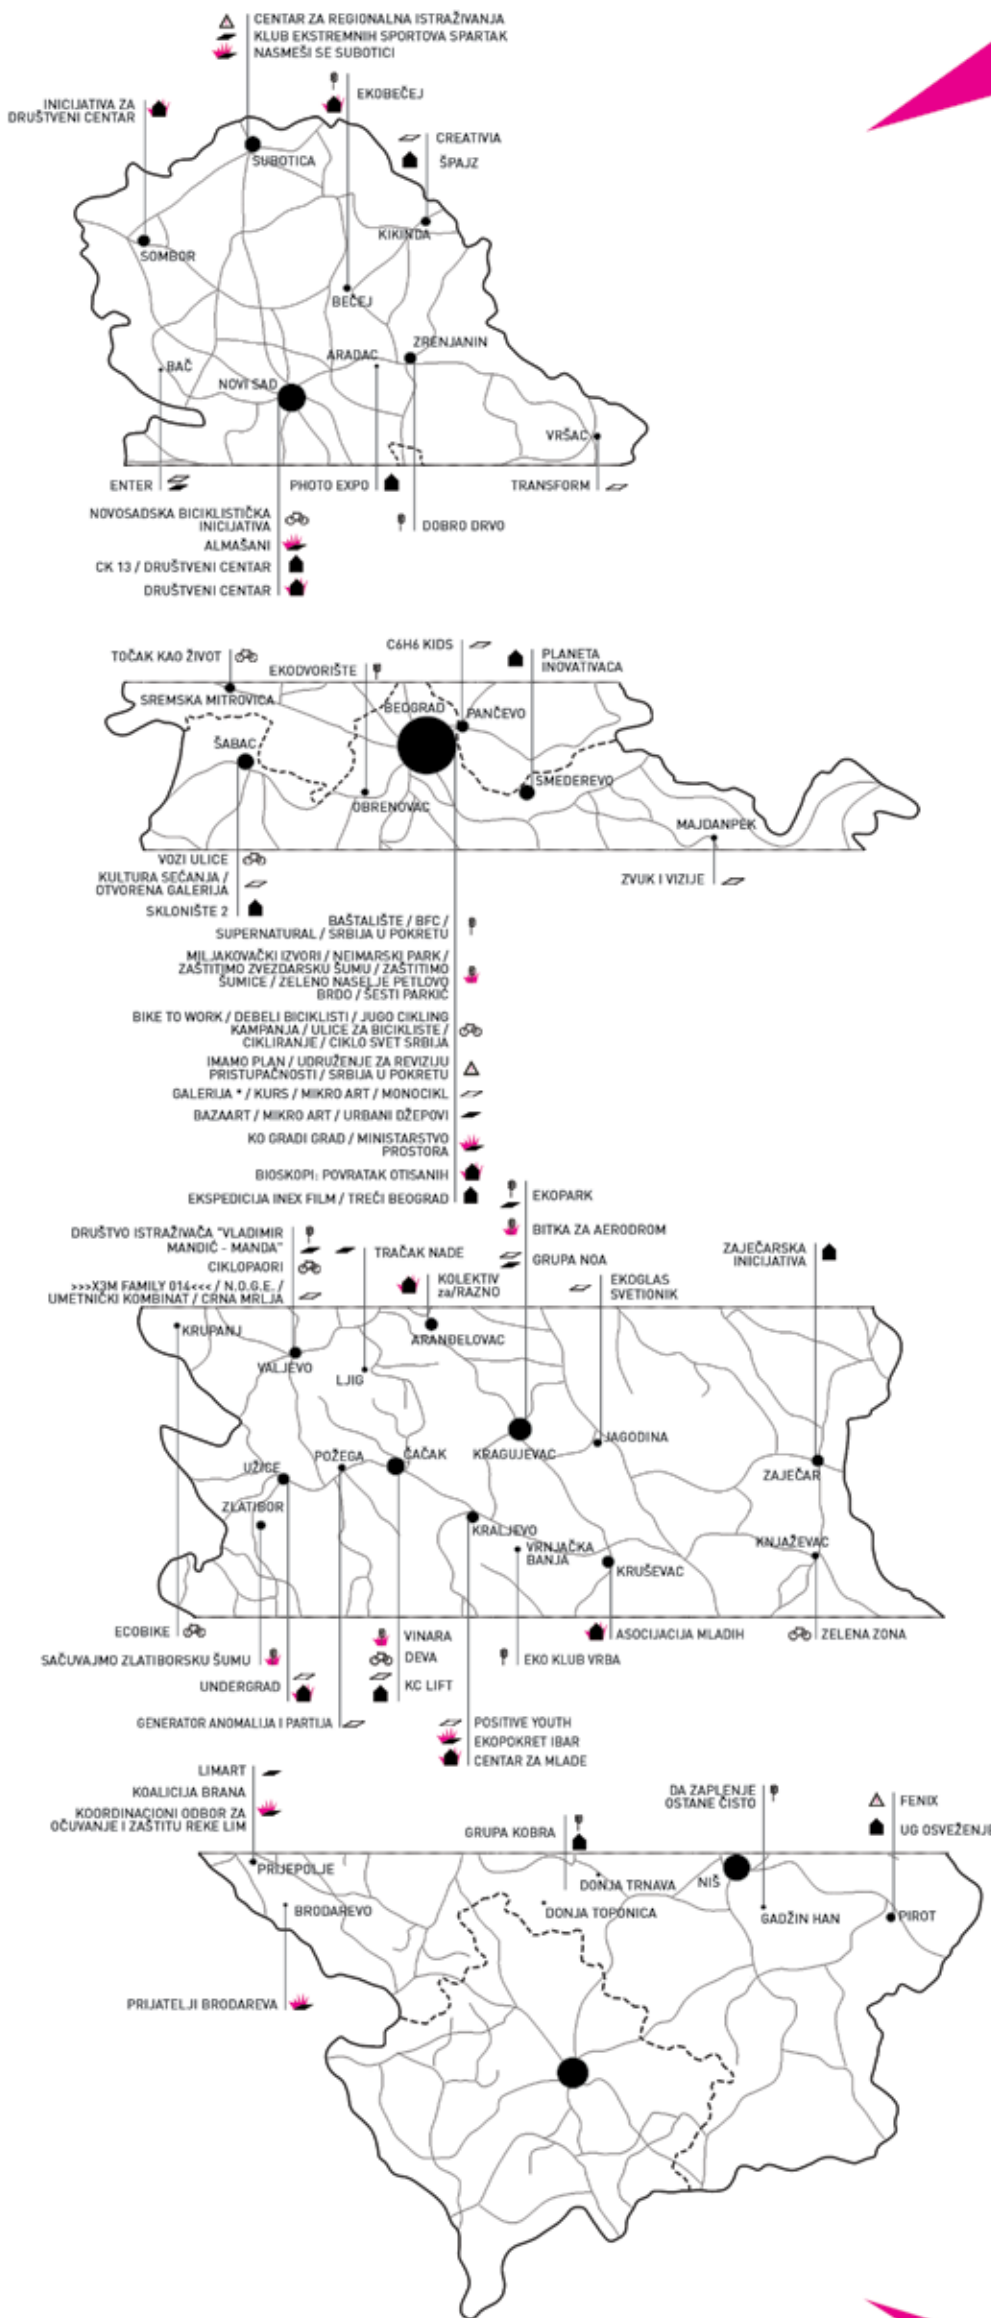 CENTAR ZA REGIONALNA ISTRAŽIVANJA
KLUB EKSTREMNIH SPORTOVA SPARTAK
NASMEŠI SE SUBOTICI
EKOBEČEJ
INICIJATIVA ZA
DRUŠTVENI CENTAR
CREATIVIA
ŠPAJZ
SUBOTICA
KIKINDA
SOMBOR
BEČEJ
ZRENJANIN
ARADAC
BAČ
NOVI SAD
VRŠAC
ENTER
PHOTO EXPO
TRANSFORM
NOVOSADSKA BICIKLISTIČKA
INICIJATIVA
DOBRO DRVO
ALMAŠANI
CK 13 / DRUŠTVENI CENTAR
DRUŠTVENI CENTAR
C6H6 KIDS
PLANETA
INOVATIVACA
TOČAK KAO ŽIVOT
EKODVORIŠTE
SREMSKA MITROVICA
BEOGRAD
PANČEVO
ŠABAC
SMEDEREVO
OBRENOVAC
MAJDANPEK
VOZI ULICE
KULTURA SEĆANJA /
OTVORENA GALERIJA
SKLONIŠTE 2
ZVUK I VIZIJE
BAŠTALIŠTE / BFC /
SUPERNATURAL / SRBIJA U POKRETU
MILJAKOVAČKI IZVORI / NEIMARSKI PARK /
ZAŠTITIMO ZVEZDARSKU ŠUMU / ZAŠTITIMO
ŠUMICE / ZELENO NASELJE PETLOVO
BRDO / ŠESTI PARKIĆ
BIKE TO WORK / DEBELI BICIKLISTI / JUGO CIKLING
KAMPANJA / ULICE ZA BICIKLISTE /
CIKLIRANJE / CIKLO SVET SRBIJA
IMAMO PLAN / UDRUŽENJE ZA REVIZIJU
PRISTUPAČNOSTI / SRBIJA U POKRETU
GALERIJA * / KURS / MIKRO ART / MONOCIKL
BAZAART / MIKRO ART / URBANI DŽEPOVI
KO GRADI GRAD / MINISTARSTVO
PROSTORA
BIOSKOPI: POVRATAK OTISANIH
EKSPEDICIJA INEX FILM / TREĆI BEOGRAD
EKOPARK
BITKA ZA AERODROM
GRUPA NOA
DRUŠTVO ISTRAŽIVAČA "VLADIMIR
MANDIĆ - MANDA"
CIKLOPAORI
>>>X3M FAMILY 014<<< / N.O.G.E. /
UMETNIČKI KOMBINAT / CRNA MRLJA
TRAČAK NADE
KOLEKTIV
za/RAZNO
EKOGLAS
SVETIONIK
ZAJEČARSKA
INICIJATIVA
KRUPANJ
VALJEVO
LJIG
ARANĐELOVAC
KRAGUJEVAC
JAGODINA
ZAJEČAR
UŽICE
POŽEGA
ČAČAK
ZLATIBOR
KRALJEVO
VRNJAČKA
BANJA
KRUŠEVAC
KNJAŽEVAC
ECOBIKE
SAČUVAJMO ZLATIBORSKU ŠUMU
UNDERGRAD
GENERATOR ANOMALIJA I PARTIJA
VINARA
DEVA
KC LIFT
EKO KLUB VRBA
ASOCIJACIJA MLADIH
ZELENA ZONA
POSITIVE YOUTH
EKOPOKRET IBAR
CENTAR ZA MLADE
LIMART
KOALICIJA BRANA
KOORDINACIONI ODBOR ZA
OČUVANJE I ZAŠTITU REKE LIM
GRUPA KOBRA
DA ZAPLENJE
OSTANE ČISTO
FENIX
UG OSVEŽENJE
PRIJEPOLJE
BRODAREVO
DONJA TRNAVA
DONJA TOPONICA
NIŠ
GADŽIN HAN
PIROT
PRIJATELJI BRODAREVA